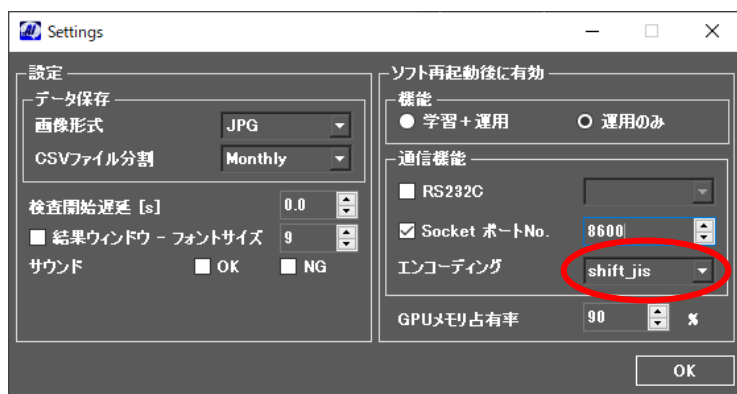 Settings
設定
データ保存
画像形式 JPG
CSVファイル分割 Monthly
検査開始遅延 [s] 0.0
結果ウィンドウ - フォントサイズ 9
サウンド OK NG
ソフト再起動後に有効
機能
学習+運用 運用のみ
通信機能
RS232C
Socket ポートNo. 8600
エンコーディング shift_jis
GPUメモリ占有率 90 %
OK